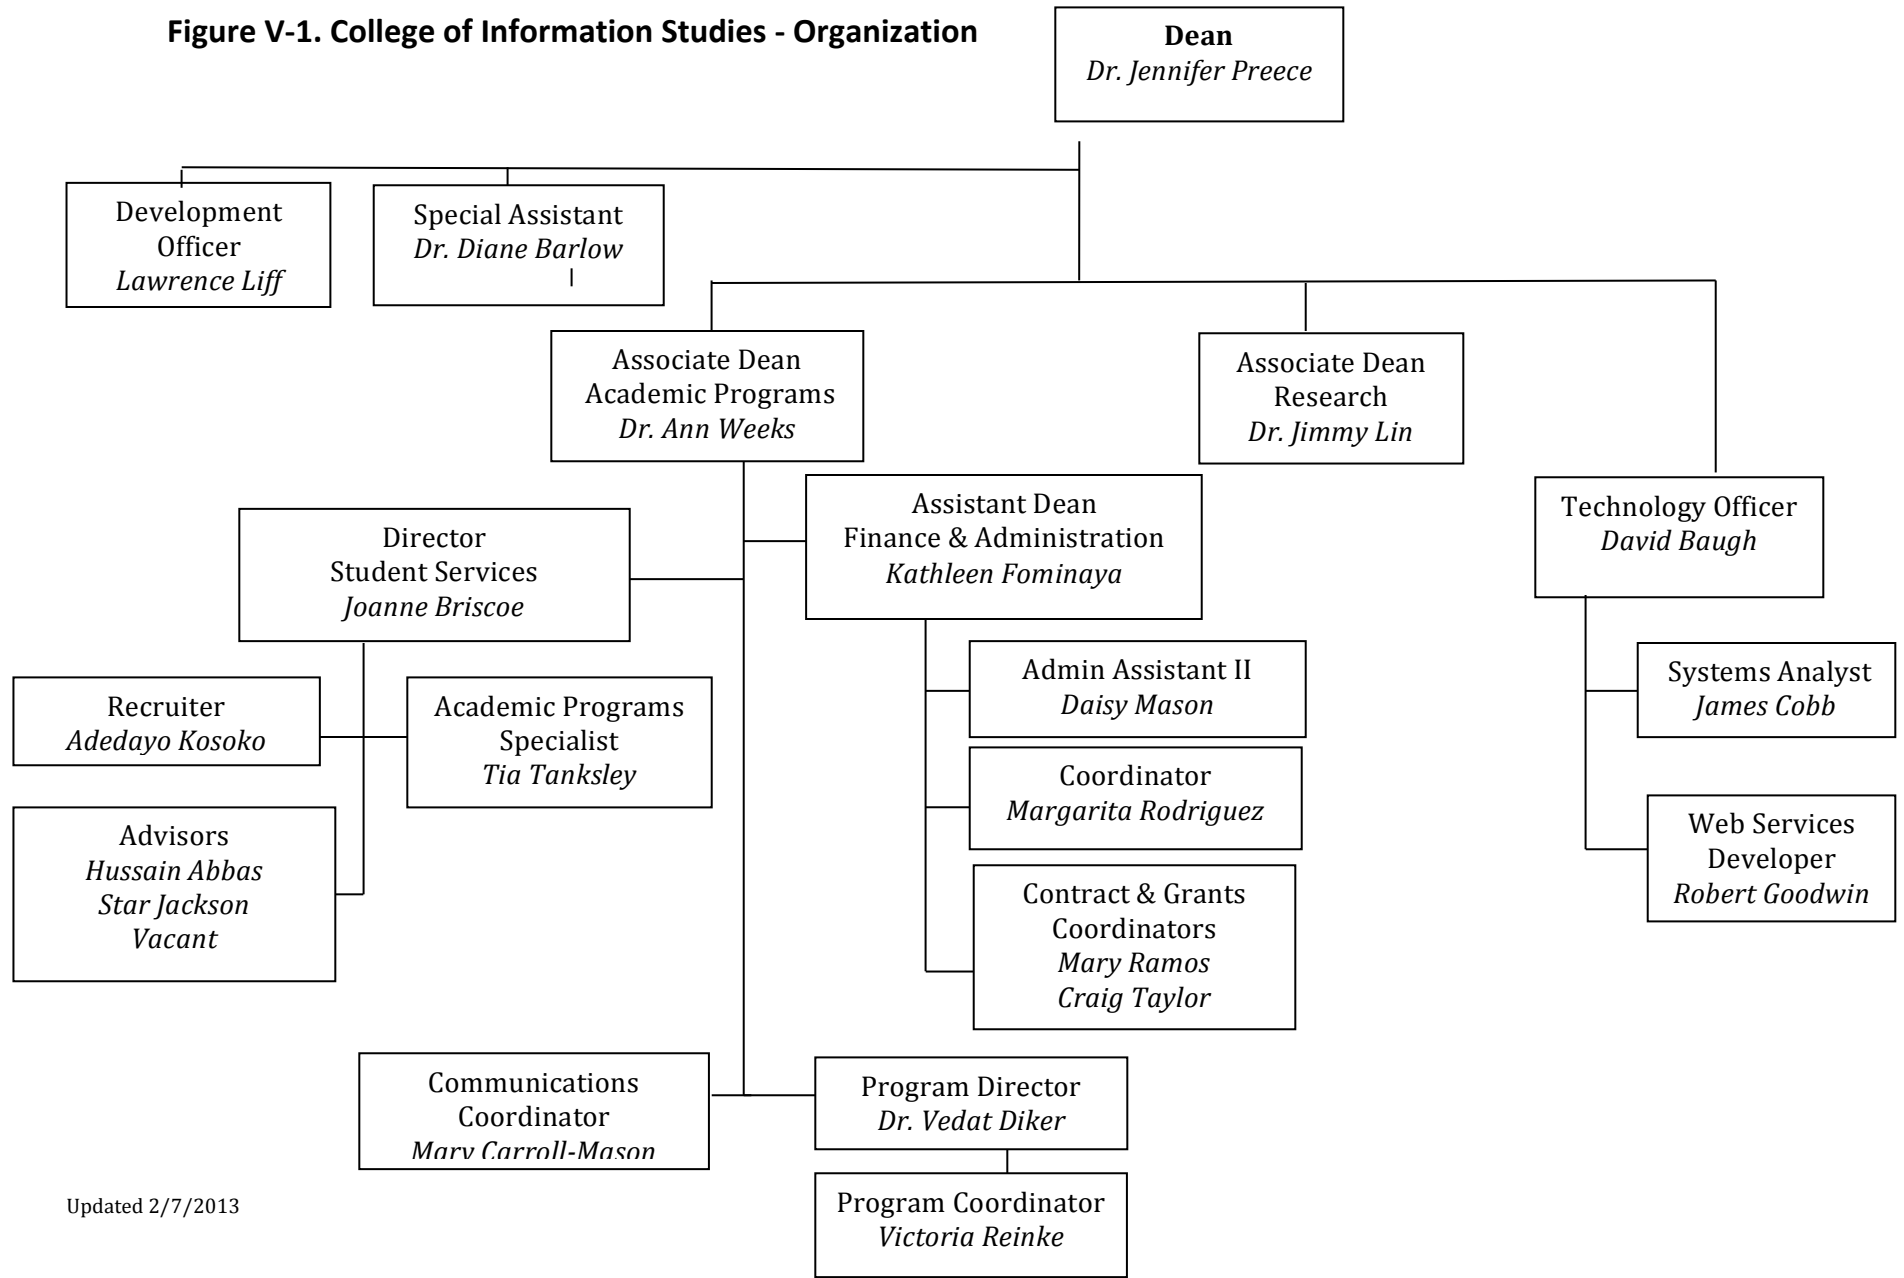 Figure V-1. College of Information Studies - Organization
Dean
Dr. Jennifer Preece
Development
Officer
Lawrence Liff
Special Assistant
Dr. Diane Barlow
Associate Dean
Academic Programs
Dr. Ann Weeks
Associate Dean
Research
Dr. Jimmy Lin
Technology Officer
David Baugh
Assistant Dean
Finance & Administration
Kathleen Fominaya
Director
Student Services
Joanne Briscoe
Recruiter
Adedayo Kosoko
Academic Programs
Specialist
Tia Tanksley
Advisors
Hussain Abbas
Star Jackson
Vacant
Admin Assistant II
Daisy Mason
Coordinator
Margarita Rodriguez
Contract & Grants
Coordinators
Mary Ramos
Craig Taylor
Systems Analyst
James Cobb
Web Services
Developer
Robert Goodwin
Communications
Coordinator
Mary Carroll-Mason
Program Director
Dr. Vedat Diker
Program Coordinator
Victoria Reinke
Updated 2/7/2013